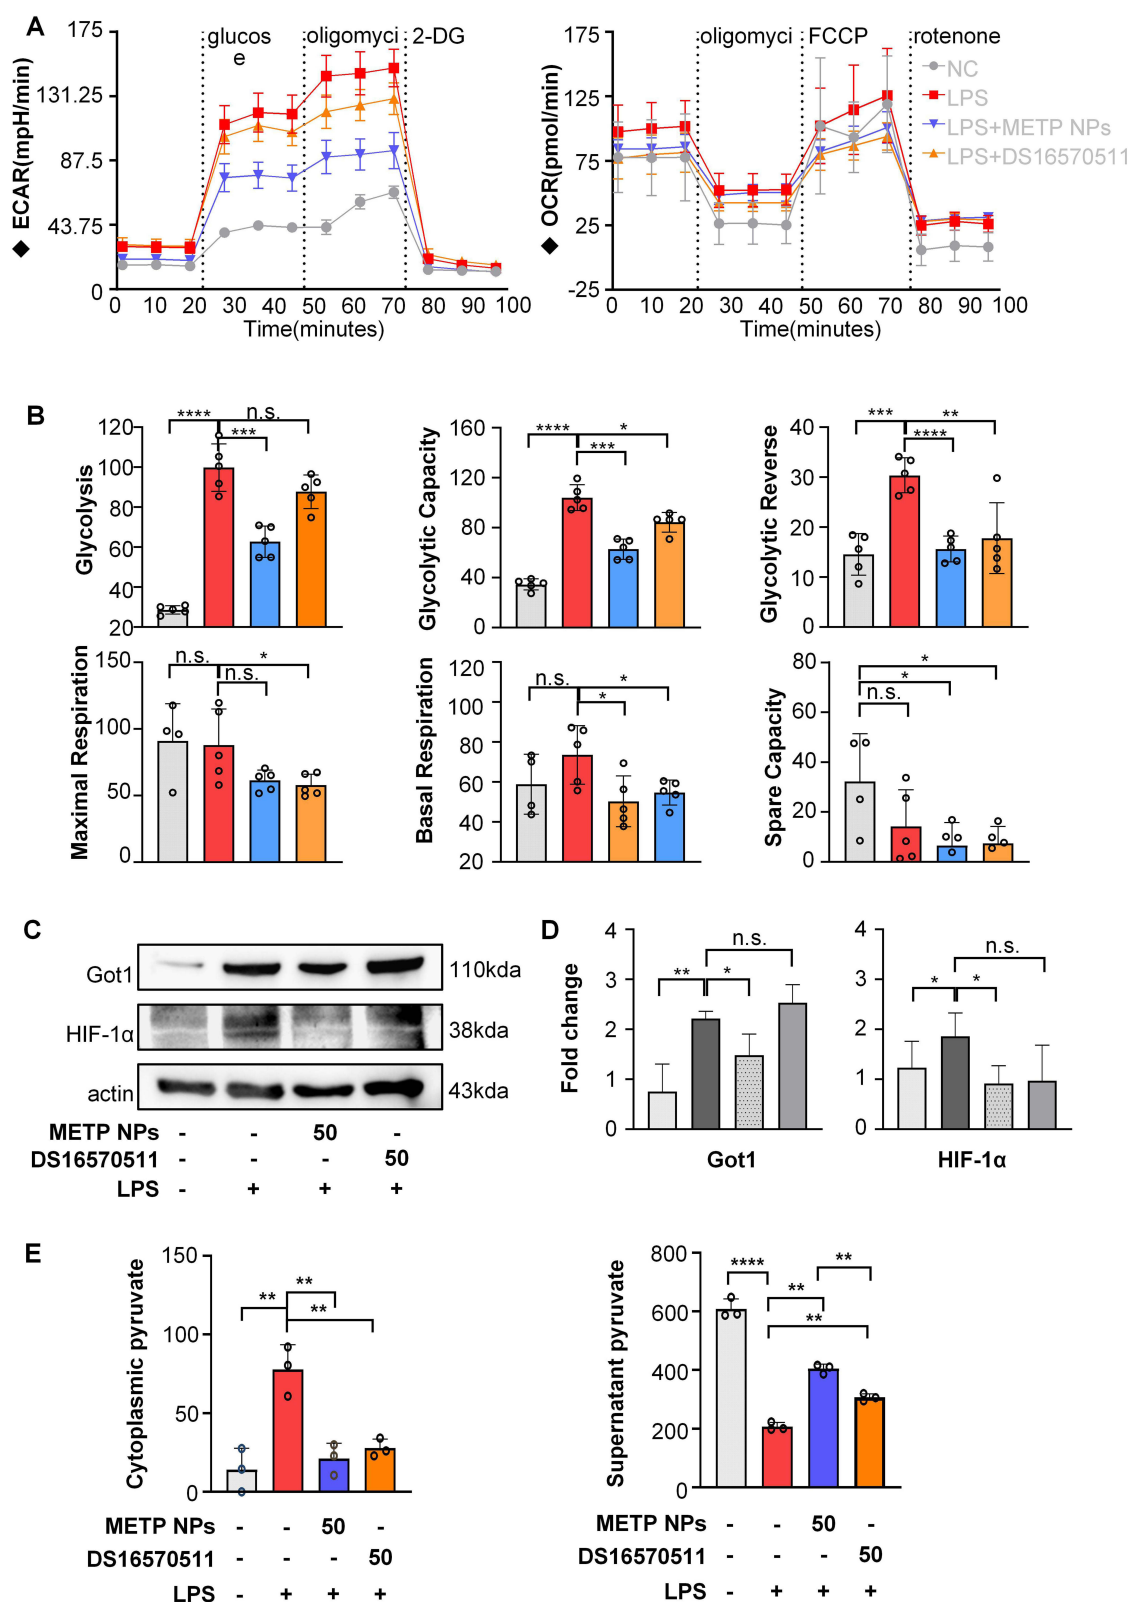 A
175
131.25
87.5
43.75
0
◆ ECAR(mpH/min)
glucos
e
oligomyci
2-DG
0 10 20 30 40 50 60 70 80 90 100
Time(minutes)
175
125
75
25
-25
◆ OCR(pmol/min)
oligomyci
FCCP
rotenone
NC
LPS
LPS+METP NPs
LPS+DS16570511
0 10 20 30 40 50 60 70 80 90 100
Time(minutes)
B
Glycolysis
120
100
80
60
40
20
**** n.s.
***
Glycolytic Capacity
160
120
80
40
0
**** *
***
Glycolytic Reverse
40
30
20
10
0
*** **
****
Maximal Respiration
150
100
50
0
n.s. *
n.s.
Basal Respiration
120
100
80
60
40
20
n.s. *
*
Spare Capacity
80
60
40
20
0
*
*
n.s.
C
Got1 110kda
HIF-1α 38kda
actin 43kda
METP NPs - - 50 -
DS16570511 - - - 50
LPS - + + +
D
Fold change
4
3
2
1
0
n.s.
** *
Got1
4
3
2
1
0
n.s.
* *
HIF-1α
E
Cytoplasmic pyruvate
150
100
50
0
**
** **
METP NPs - - 50 -
DS16570511 - - - 50
LPS - + + +
Supernatant pyruvate
800
600
400
200
0
**** **
**
**
METP NPs - - 50 -
DS16570511 - - - 50
LPS - + + +